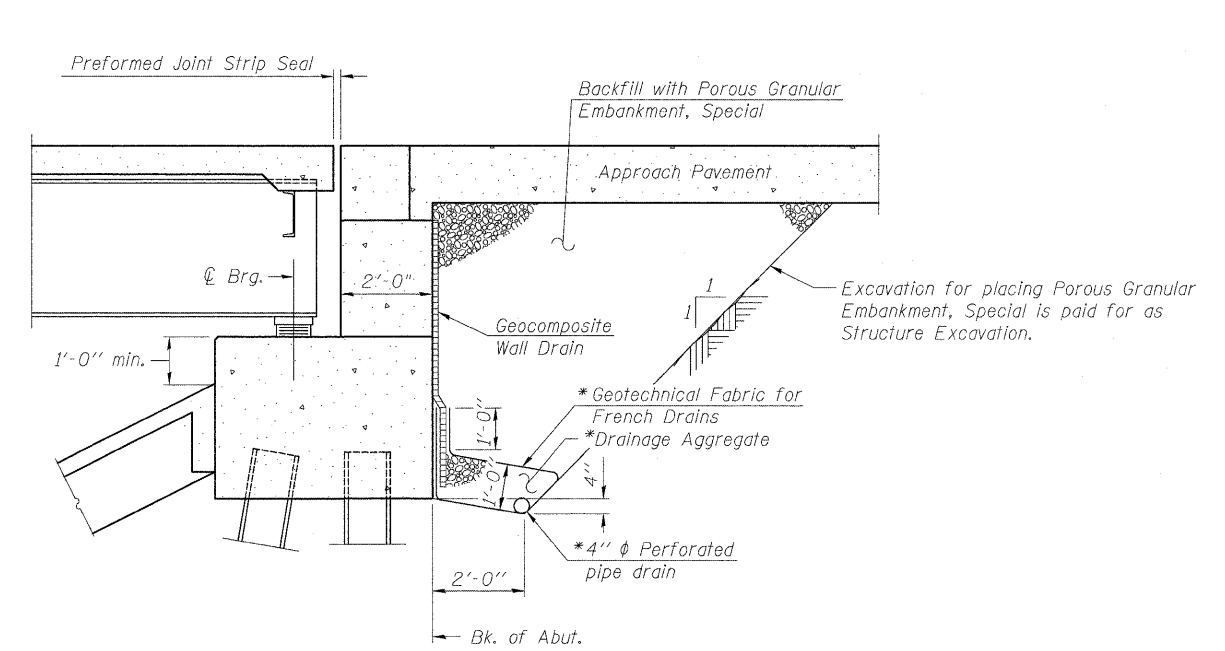 Preformed Joint Strip Seal
Backfill with Porous Granular
Embankment, Special
Approach Pavement
℄ Brg.
2'-0"
1
1
Excavation for placing Porous Granular
Embankment, Special is paid for as
Structure Excavation.
Geocomposite
Wall Drain
1'-0" min.
*Geotechnical Fabric for
French Drains
1'-0"
*Drainage Aggregate
1'-0"
4"
*4" ϕ Perforated
pipe drain
2'-0"
Bk. of Abut.